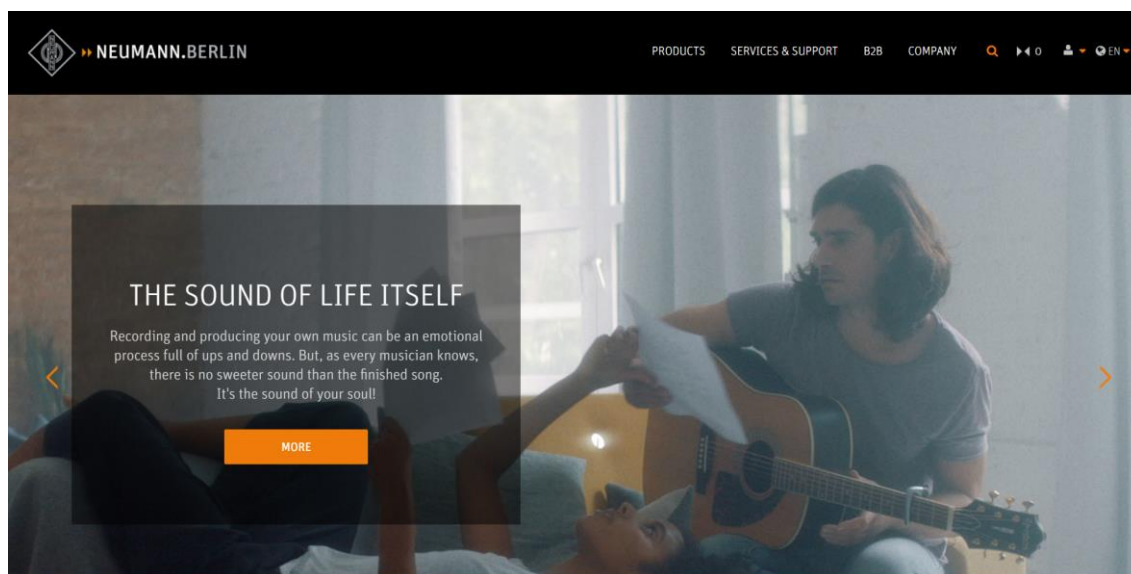 NEUMANN.BERLIN
PRODUCTS SERVICES & SUPPORT B2B COMPANY 0 EN
THE SOUND OF LIFE ITSELF
Recording and producing your own music can be an emotional
process full of ups and downs. But, as every musician knows,
there is no sweeter sound than the finished song.
It's the sound of your soul!
MORE